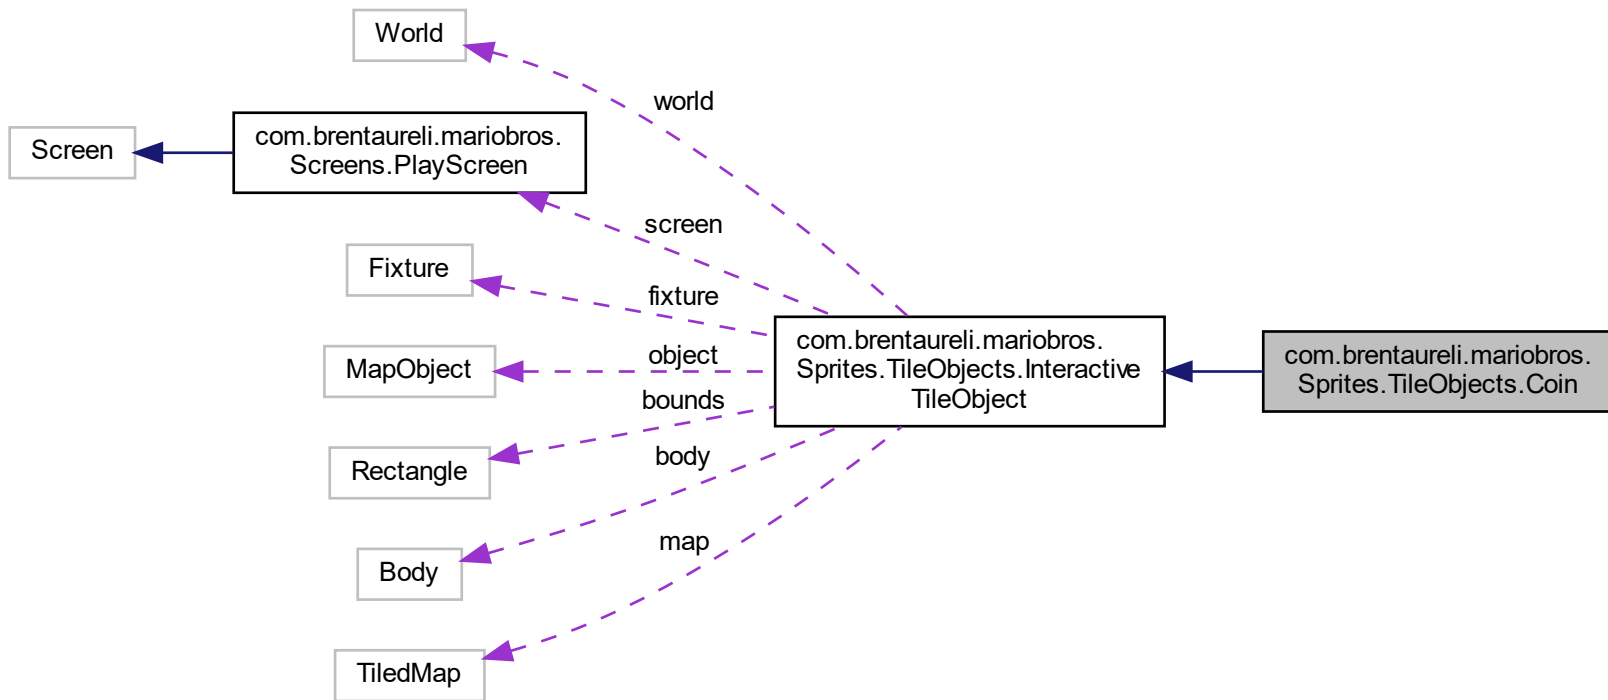 World
world
com.brentaureli.mariobros.
Screens.PlayScreen
Screen
screen
Fixture
fixture
MapObject
object
com.brentaureli.mariobros.
Sprites.TileObjects.Interactive
TileObject
com.brentaureli.mariobros.
Sprites.TileObjects.Coin
bounds
Rectangle
body
Body
map
TiledMap